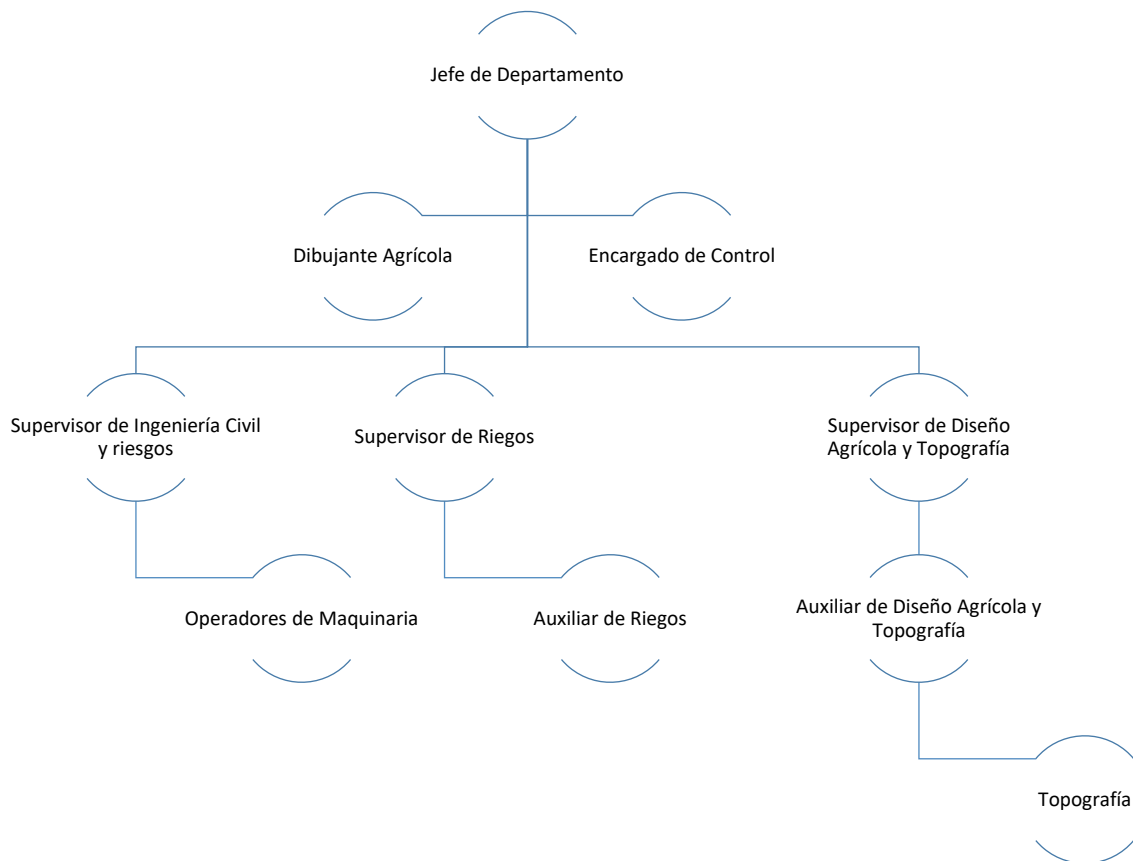 Jefe de Departamento
Dibujante Agrícola
Encargado de Control
Supervisor de Ingeniería Civil
y riesgos
Supervisor de Riegos
Supervisor de Diseño
Agrícola y Topografía
Operadores de Maquinaria
Auxiliar de Riegos
Auxiliar de Diseño Agrícola y
Topografía
Topografía